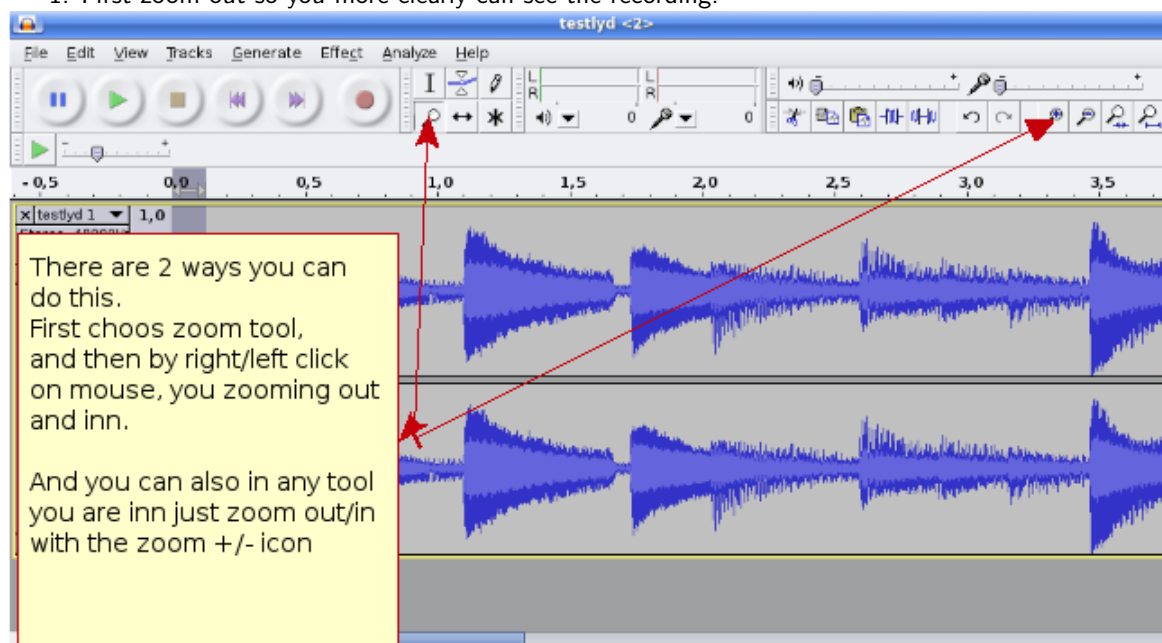 1. First zoom out so you more clearly can see the recording.
testlyd <2>
File Edit View Tracks Generate Effect Analyze Help
L
R
L
R
0
0
- +
- +
- +
- 0,5 0,0 0,5 1,0 1,5 2,0 2,5 3,0 3,5
x testlyd 1 1,0
There are 2 ways you can
do this.
First choos zoom tool,
and then by right/left click
on mouse, you zooming out
and inn.
And you can also in any tool
you are inn just zoom out/in
with the zoom +/- icon